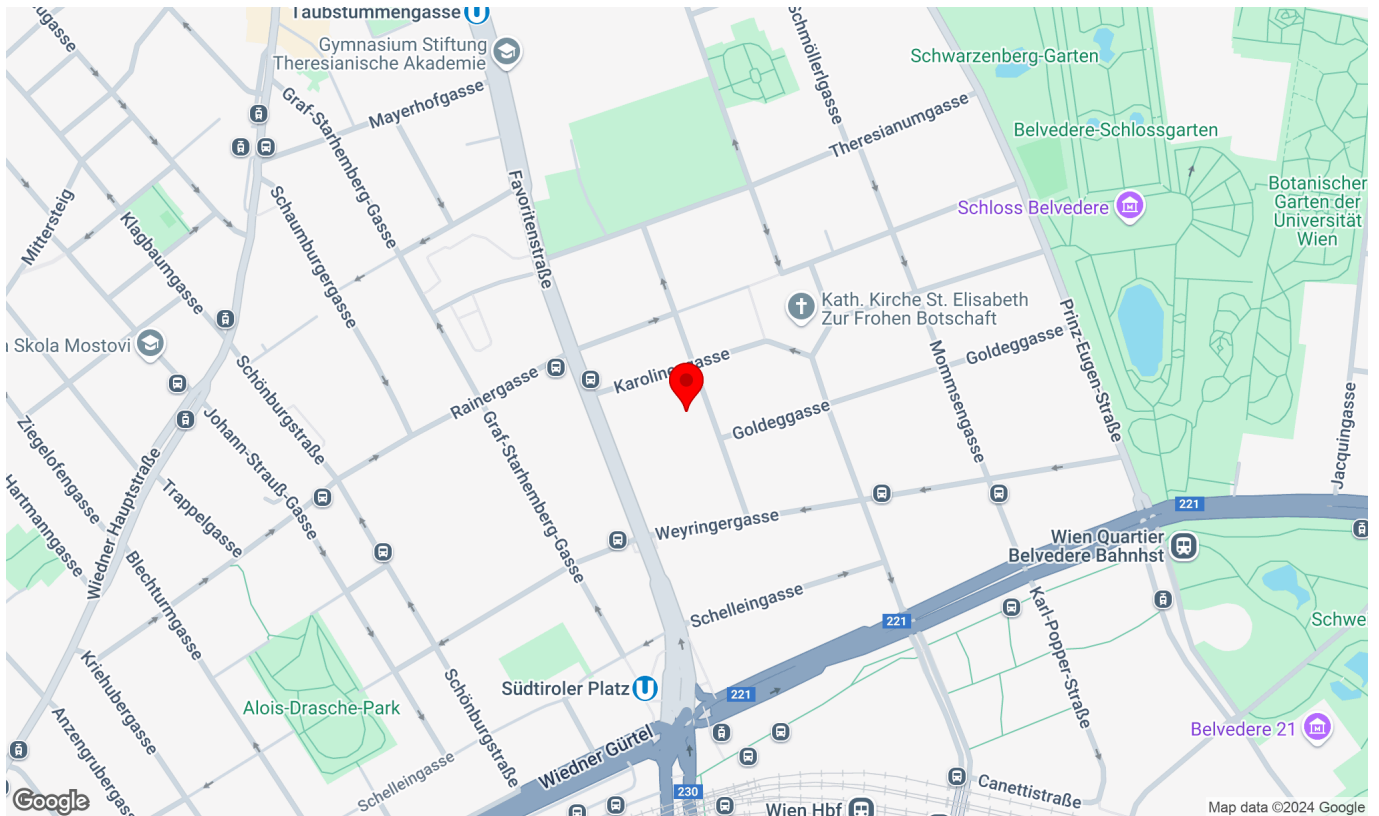 Taubstummengasse
Gymnasium Stiftung
Theresianische Akademie
Schwarzenberg-Garten
Schmöllerlgasse
Mayerhofgasse
Graf-Starhemberg-Gasse
Theresianumgasse
Belvedere-Schlossgarten
Botanischer
Garten der
Universität
Wien
Schloss Belvedere
Favoritenstraße
Mittersteig
Klagbaumgasse
Schaumburgergasse
Kath. Kirche St. Elisabeth
Zur Frohen Botschaft
Prinz-Eugen-Straße
Skola Mostovi
Goldeggasse
Mommsengasse
Rainergasse
Schönburgstraße
Jacquingasse
Goldeggasse
Johann-Strauß-Gasse
Graf-Starhemberg-Gasse
Ziegelofengasse
Wiedner Hauptstraße
Hartmanngasse
Trappelgasse
221
Weyringergasse
Wien Quartier
Belvedere Bahnhst
Blechturmgasse
Schelleingasse
Karl-Popper-Straße
221
Kriehubergasse
Schönburgstraße
Südtiroler Platz
221
Alois-Drasche-Park
Belvedere 21
Wiedner Gürtel
Schelleingasse
Canettistraße
230
Wien Hbf
Google
Map data ©2024 Google